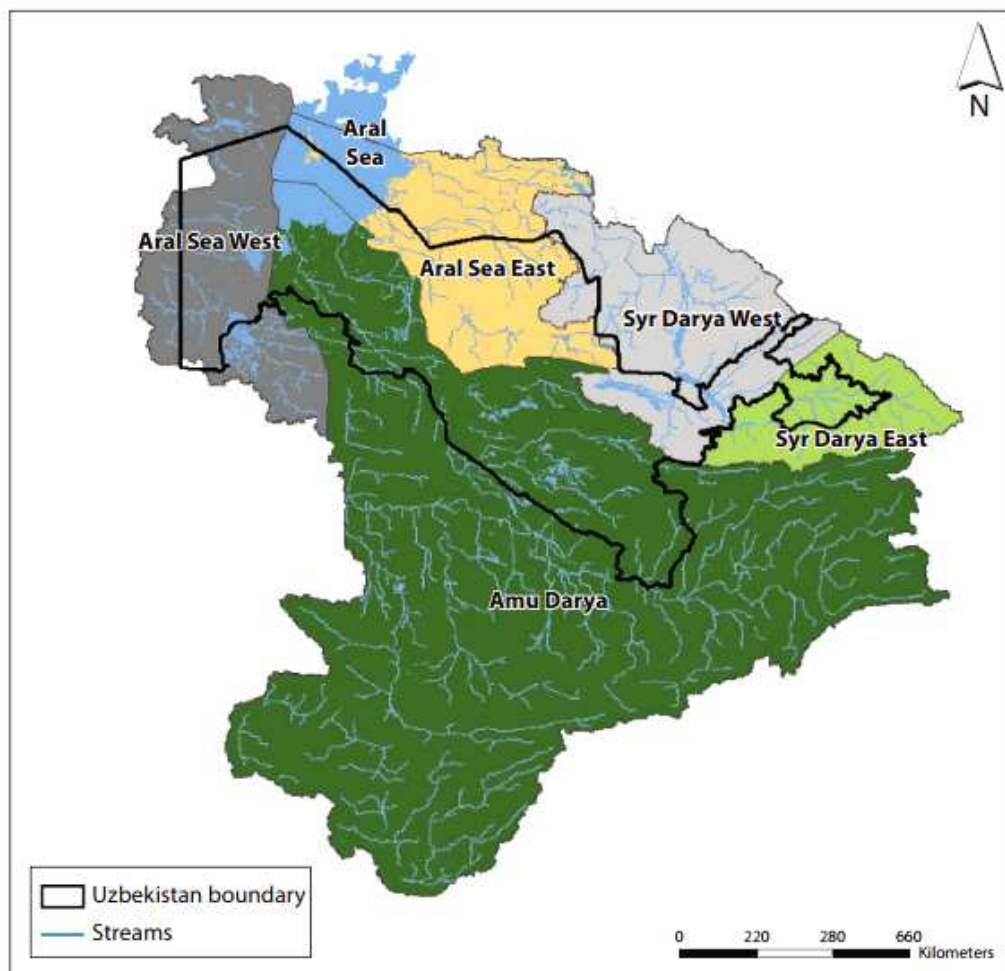 N
Aral
Sea
Aral Sea West
Aral Sea East
Syr Darya West
Syr Darya East
Amu Darya
Uzbekistan boundary
Streams
0 220 280 660
Kilometers